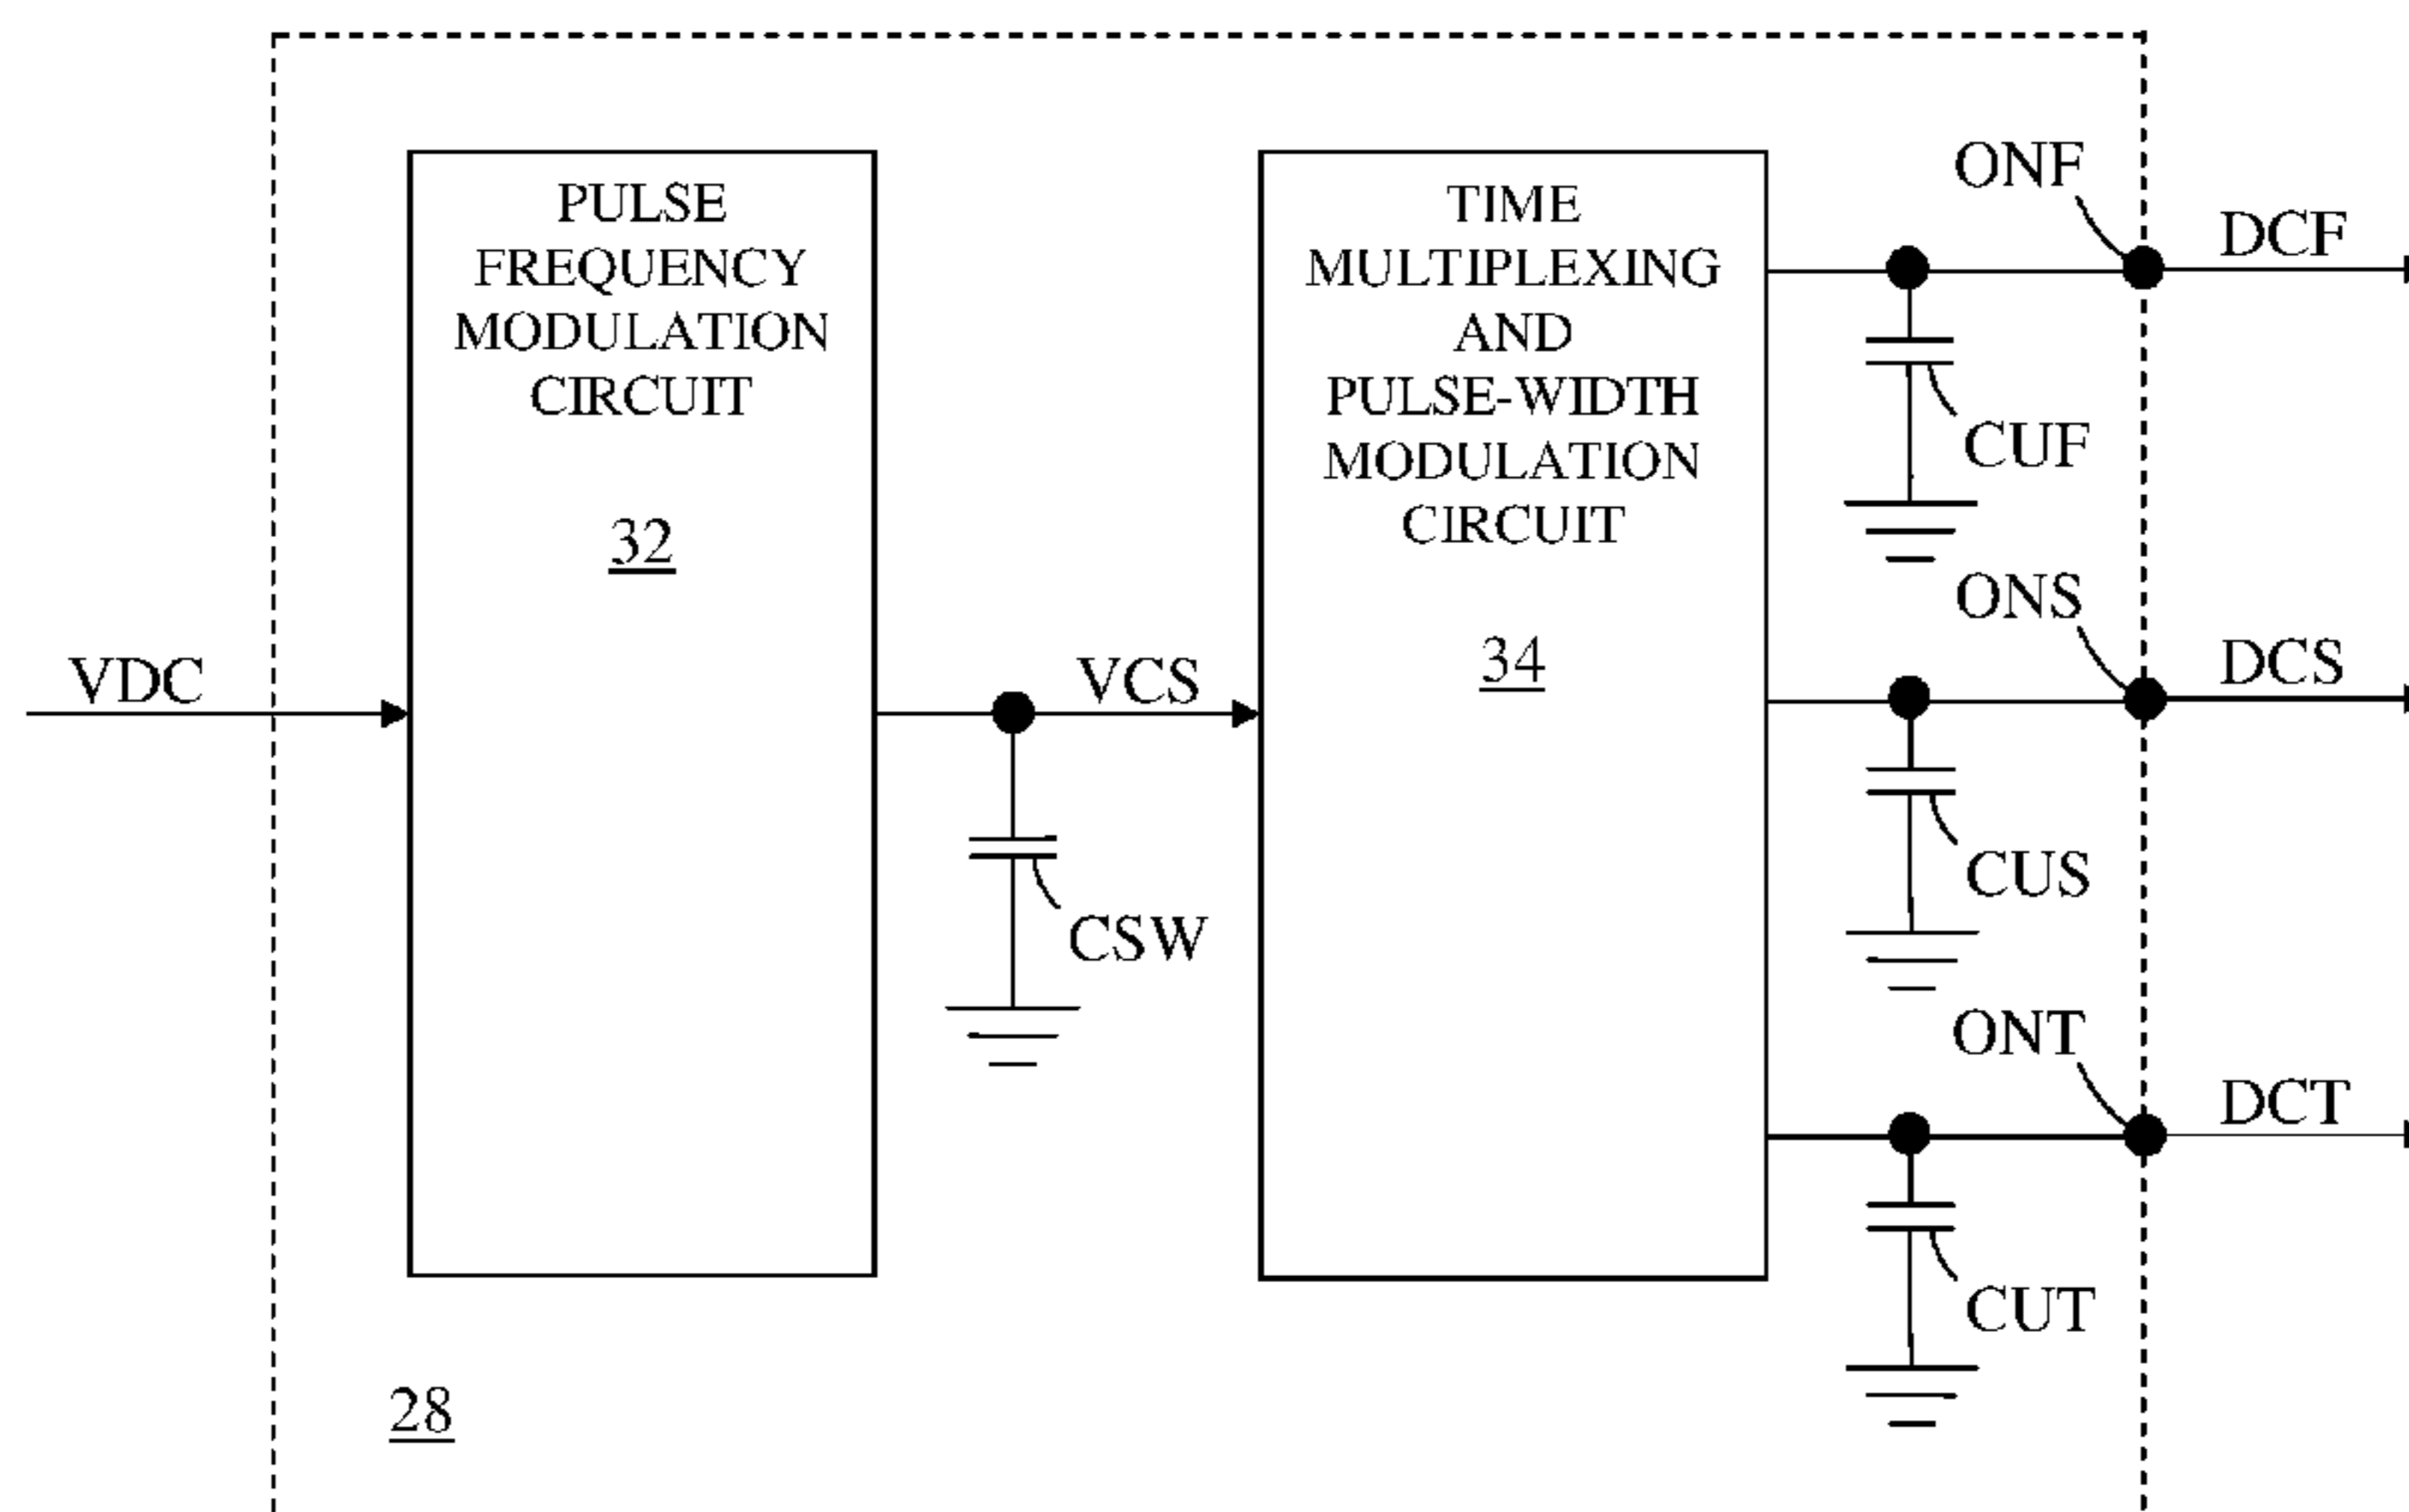 PULSE
FREQUENCY
MODULATION
CIRCUIT
32
TIME
MULTIPLEXING
AND
PULSE-WIDTH
MODULATION
CIRCUIT
34
VDC
VCS
CSW
ONF
DCF
CUF
ONS
DCS
CUS
ONT
DCT
CUT
28